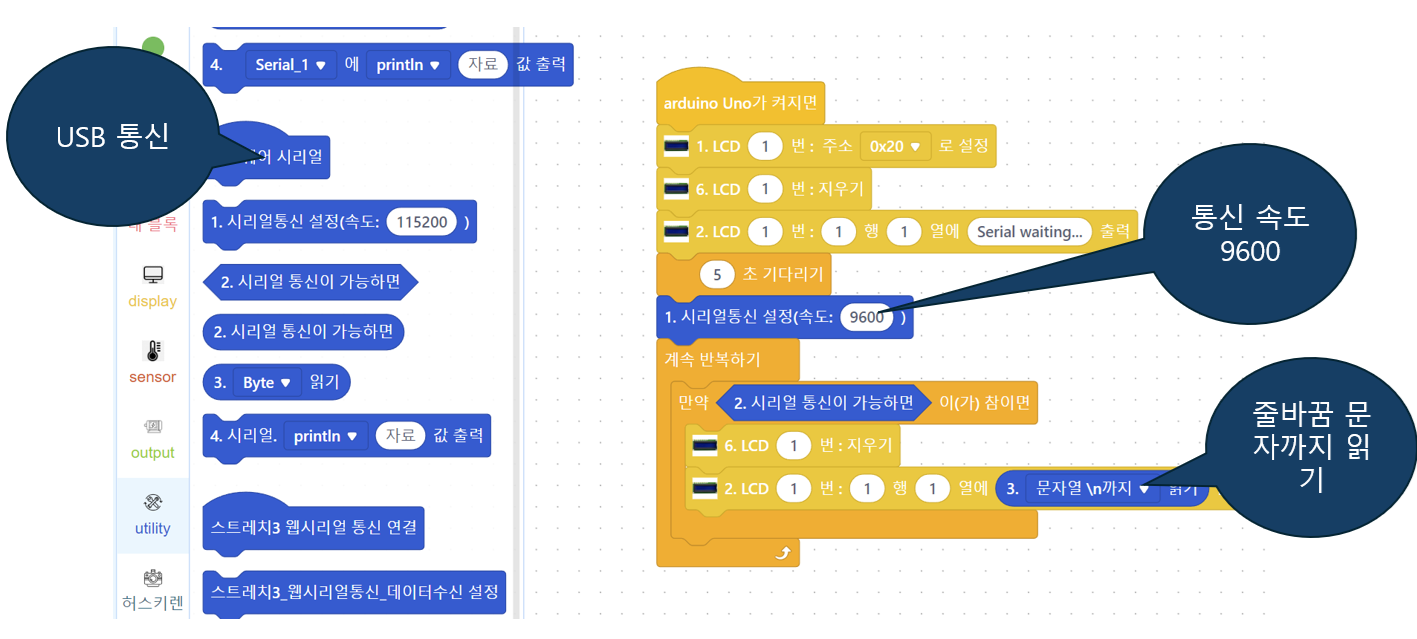 4. Serial_1 ▼ 에 println ▼ 자료 값 출력
USB 통신
어 시리얼
1. 시리얼통신 설정(속도: 115200 )
블록
2. 시리얼 통신이 가능하면
display
2. 시리얼 통신이 가능하면
sensor
3. Byte ▼ 읽기
4. 시리얼. println ▼ 자료 값 출력
output
utility
스트레치3 웹시리얼 통신 연결
허스키렌
스트레치3_웹시리얼통신_데이터수신 설정
arduino Uno가 켜지면
1. LCD 1 번 : 주소 0x20 ▼ 로 설정
6. LCD 1 번 : 지우기
2. LCD 1 번 : 1 행 1 열에 Serial waiting... 출력
5 초 기다리기
1. 시리얼통신 설정(속도: 9600 )
계속 반복하기
만약 2. 시리얼 통신이 가능하면 이(가) 참이면
6. LCD 1 번 : 지우기
2. LCD 1 번 : 1 행 1 열에 3. 문자열 \n까지 ▼ 읽기
통신 속도
9600
줄바꿈 문
자까지 읽
기